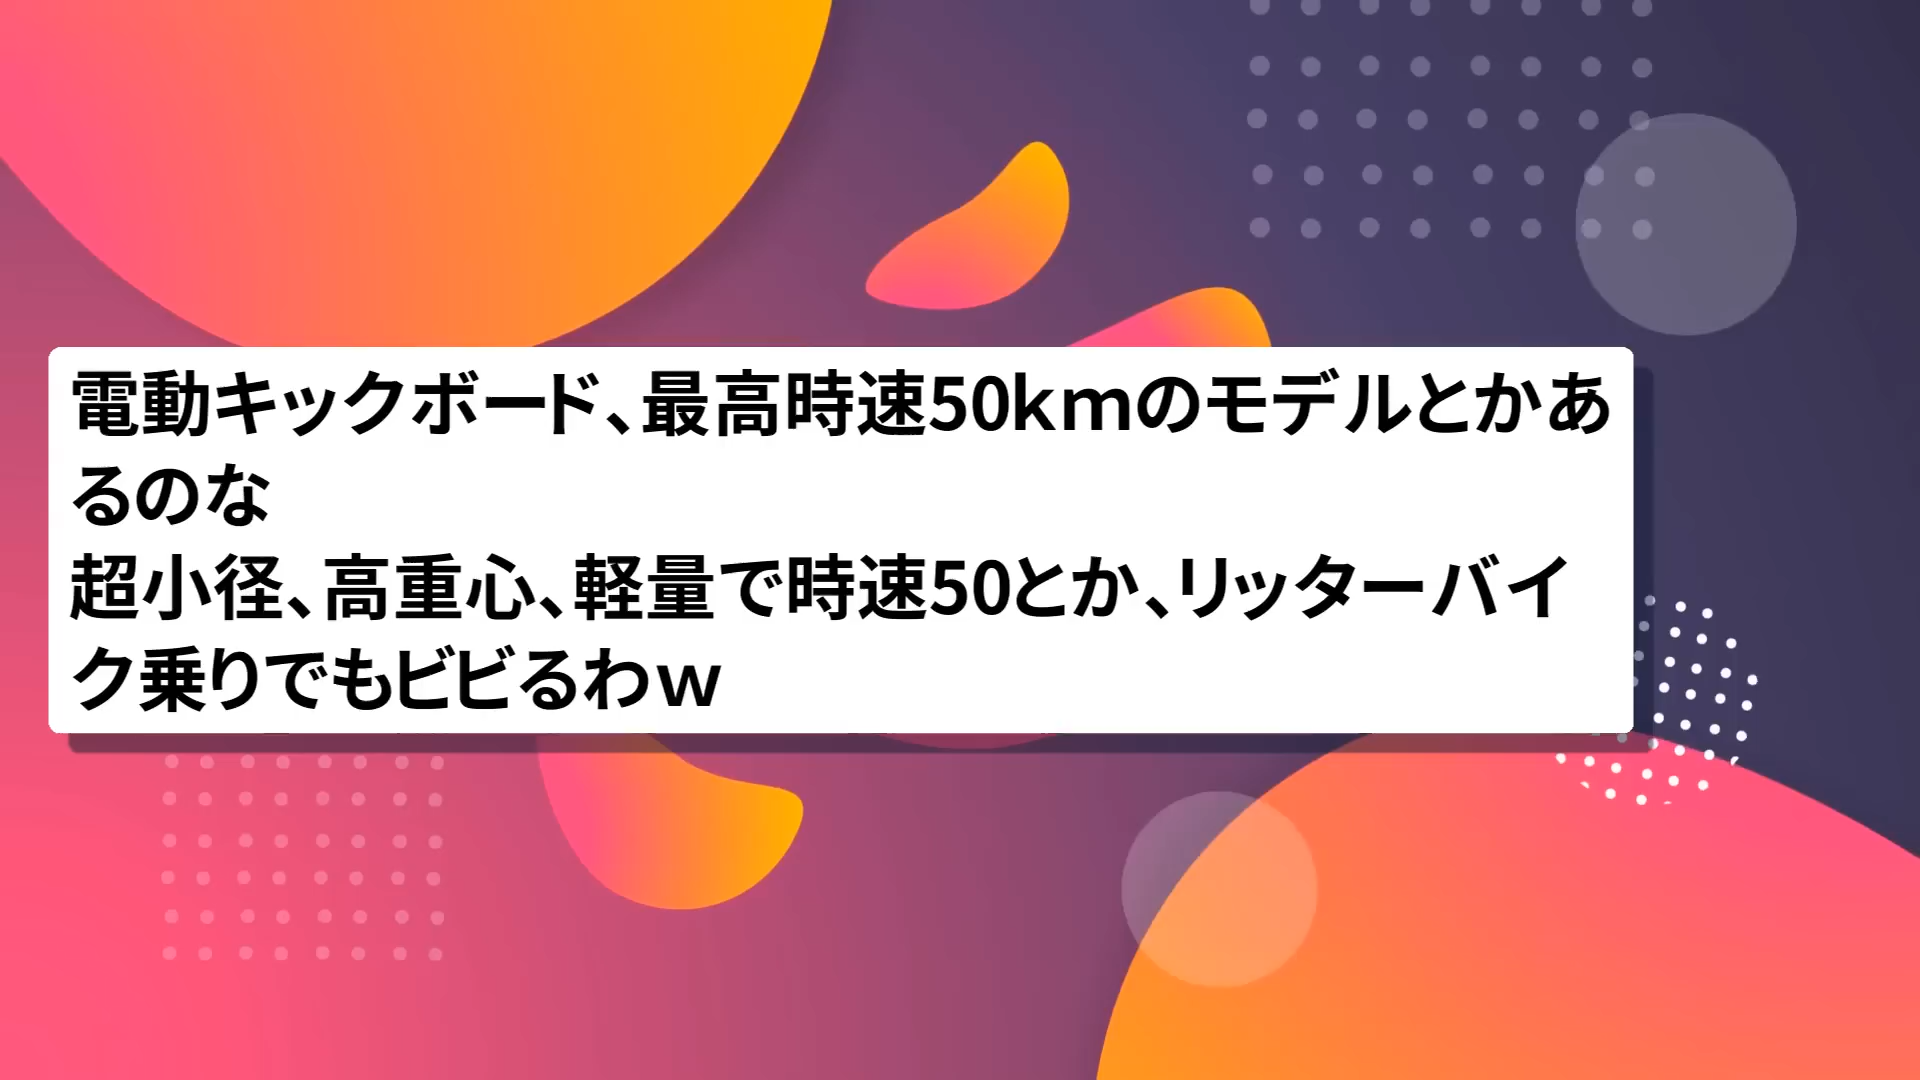 電動キックボード、最高時速50kmのモデルとかあ
るのな
超小径、高重心、軽量で時速50とか、リッターバイ
ク乗りでもビビるわｗ